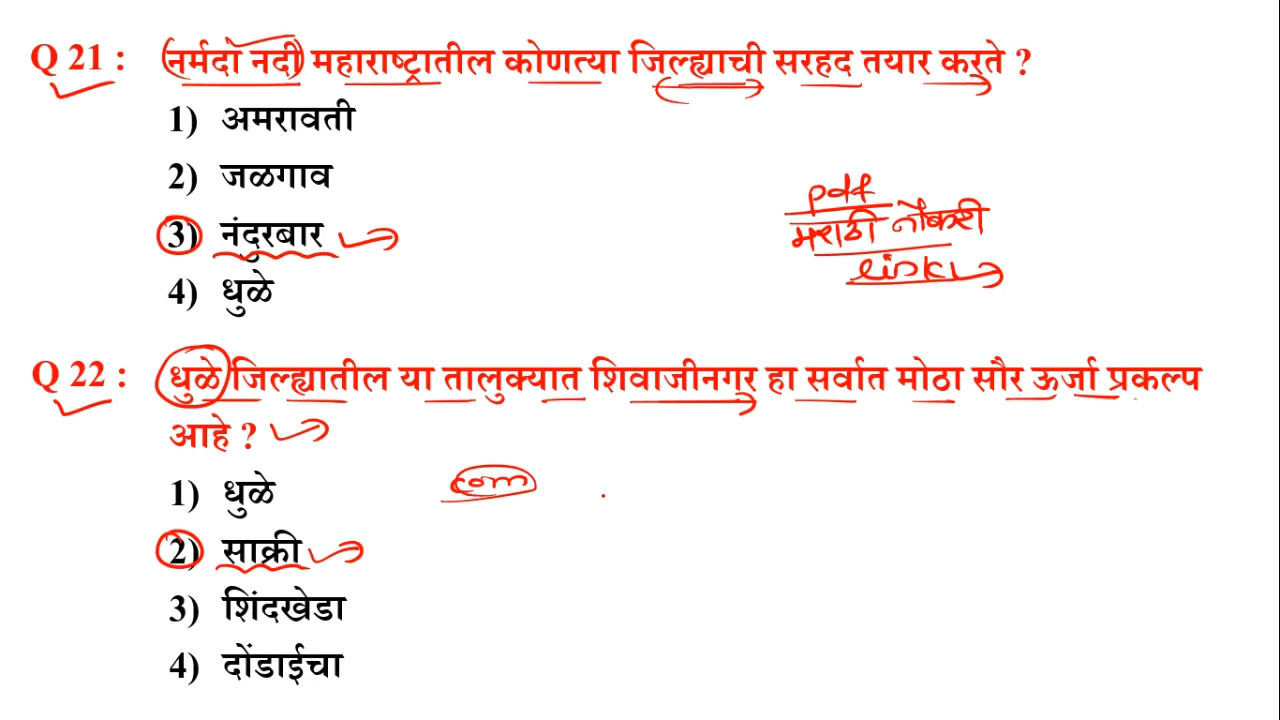 Q 21 : नर्मदा नदी महाराष्ट्रातील कोणत्या जिल्ह्याची सरहद तयार करते ?
1) अमरावती
2) जळगाव
3) नंदुरबार
4) धुळे
pdf
मराठी नौकरी
link
Q 22 : धुळे जिल्ह्यातील या तालुक्यात शिवाजीनगर हा सर्वात मोठा सौर ऊर्जा प्रकल्प
आहे ?
1) धुळे
com
2) साक्री
3) शिंदखेडा
4) दोंडाईचा